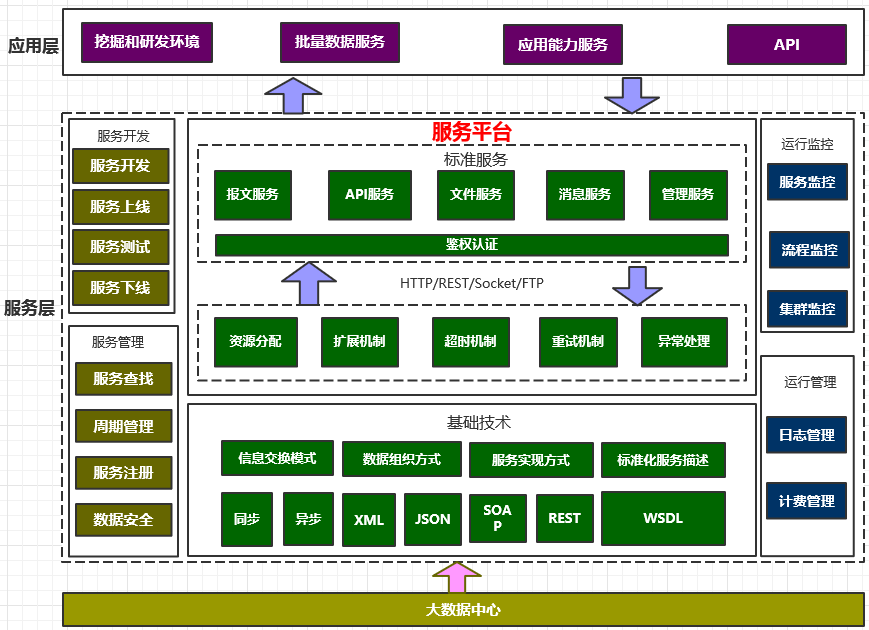 应用层
挖掘和研发环境
批量数据服务
应用能力服务
API
服务层
服务开发
服务开发
服务上线
服务测试
服务下线
服务管理
服务查找
周期管理
服务注册
数据安全
服务平台
标准服务
报文服务
API服务
文件服务
消息服务
管理服务
鉴权认证
HTTP/REST/Socket/FTP
资源分配
扩展机制
超时机制
重试机制
异常处理
基础技术
信息交换模式
数据组织方式
服务实现方式
标准化服务描述
同步
异步
XML
JSON
SOA
P
REST
WSDL
运行监控
服务监控
流程监控
集群监控
运行管理
日志管理
计费管理
大数据中心